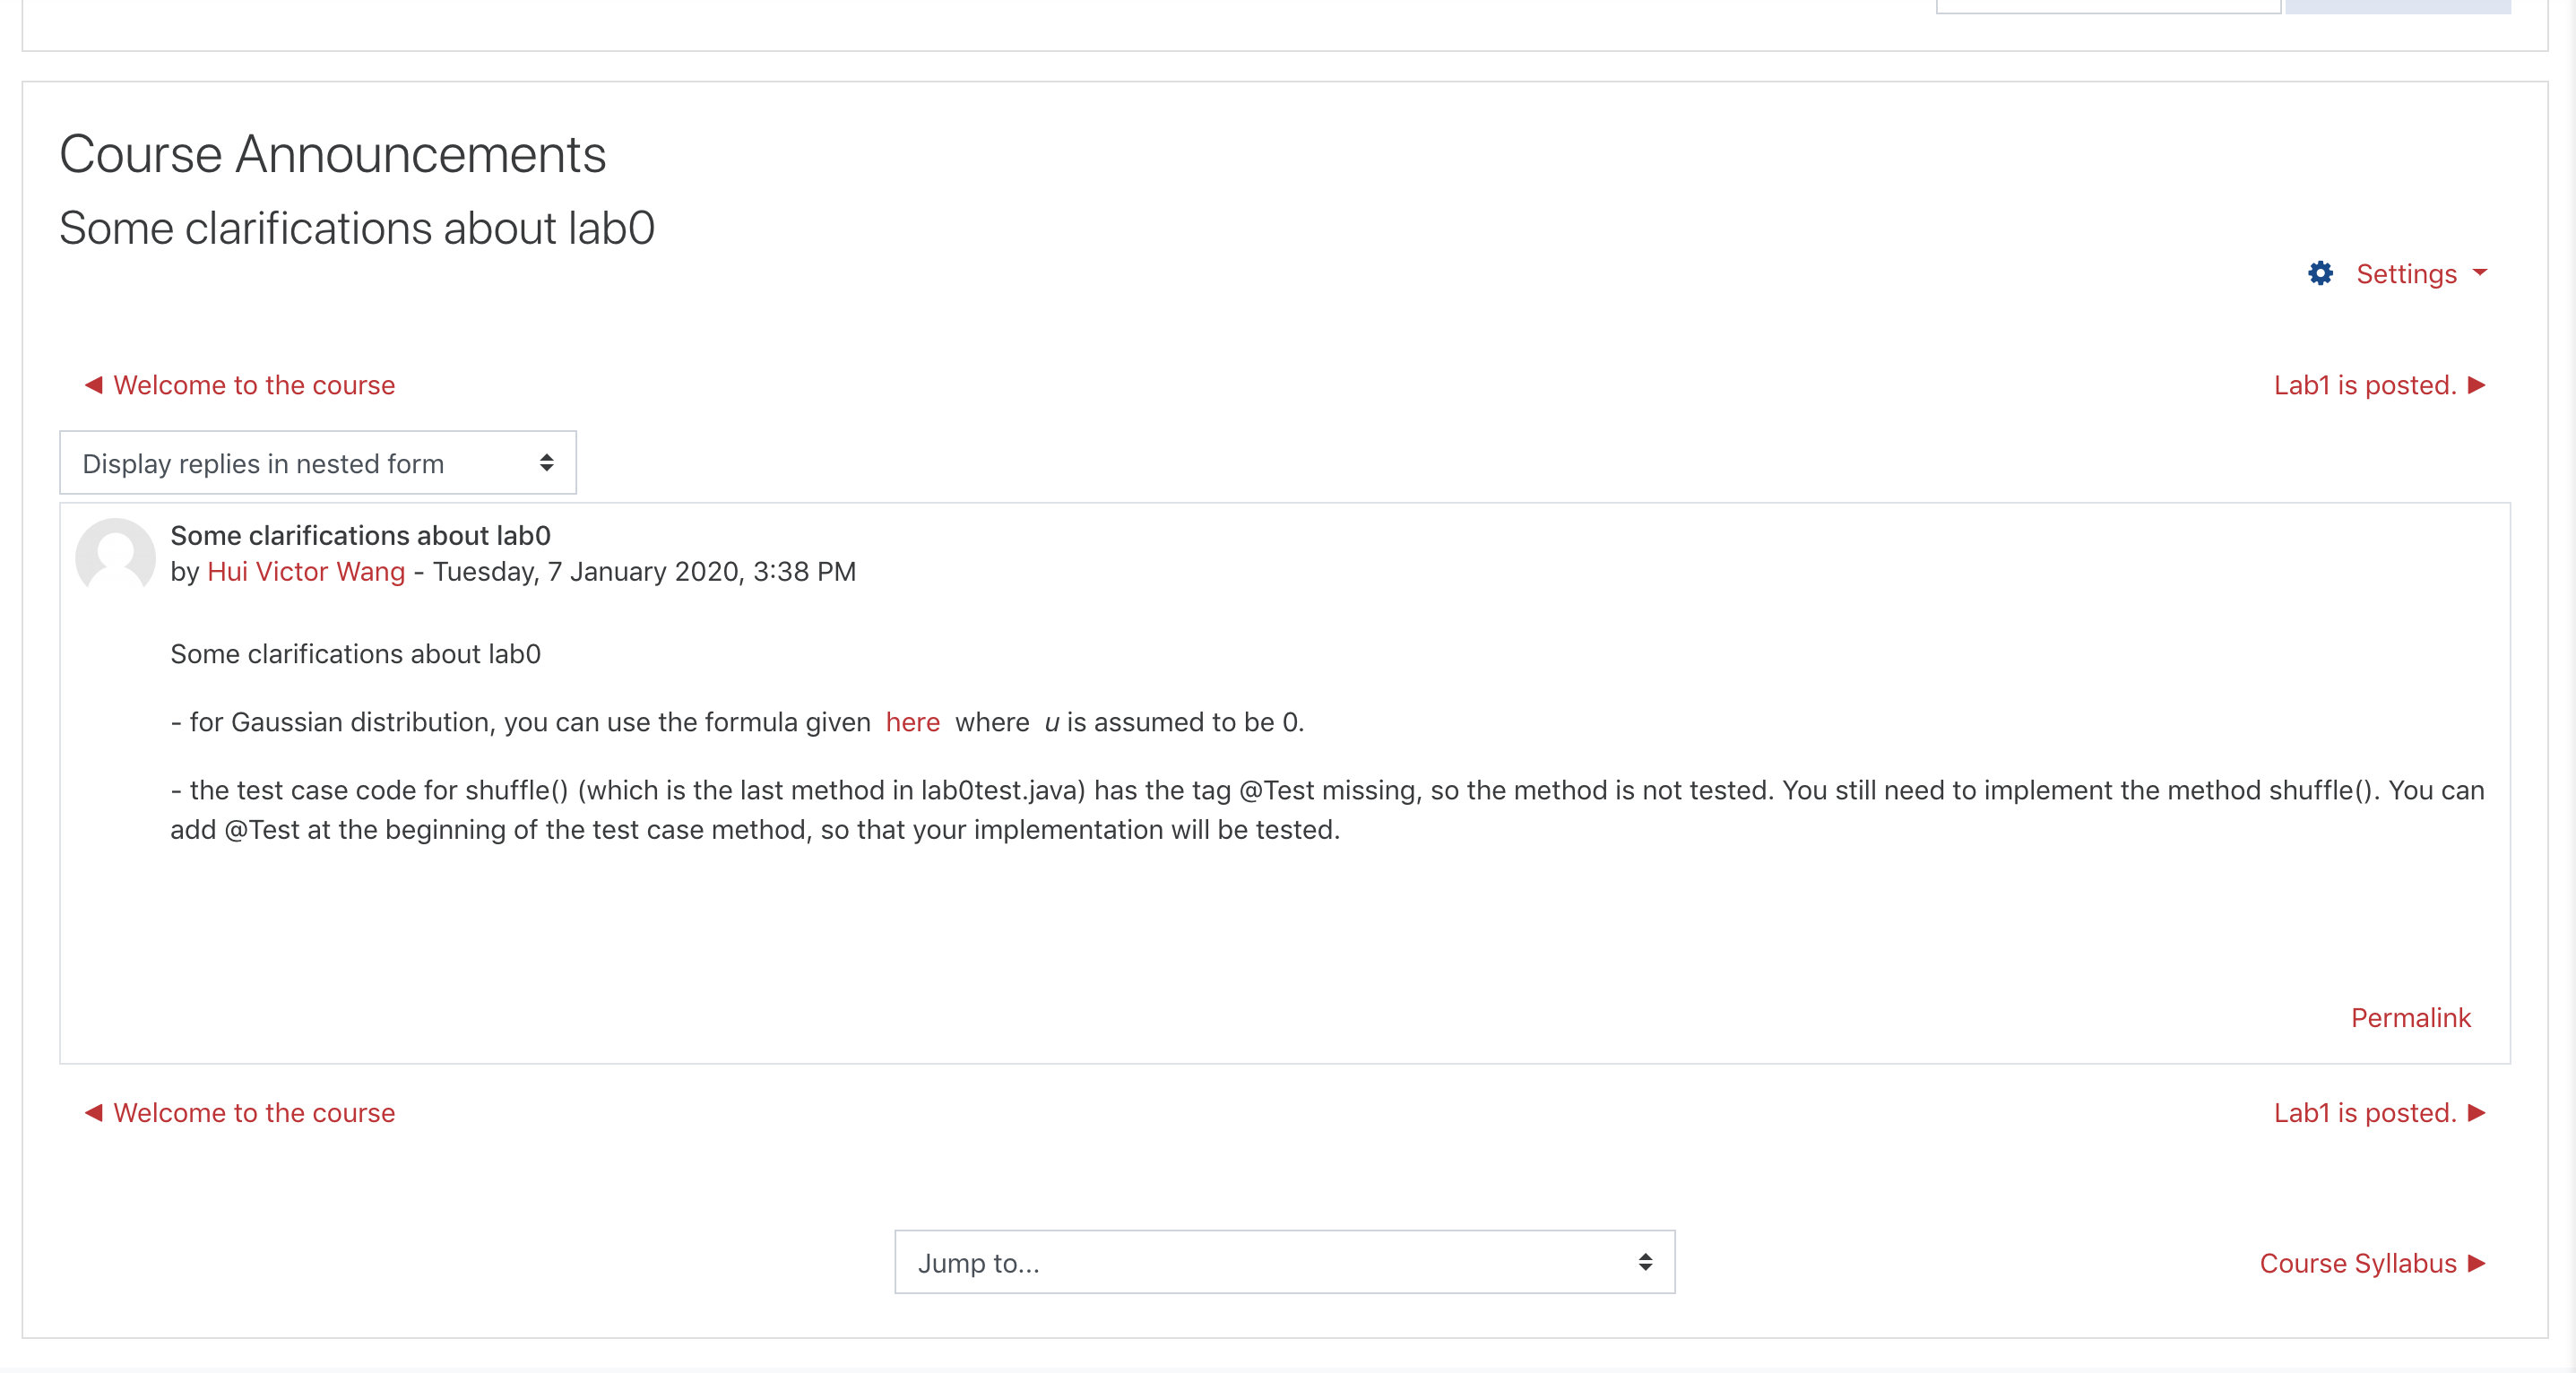 Course Announcements
Some clarifications about lab0
Settings
◀ Welcome to the course
Lab1 is posted. ▶
Display replies in nested form
Some clarifications about lab0
by Hui Victor Wang - Tuesday, 7 January 2020, 3:38 PM
Some clarifications about lab0
- for Gaussian distribution, you can use the formula given here where u is assumed to be 0.
- the test case code for shuffle() (which is the last method in lab0test.java) has the tag @Test missing, so the method is not tested. You still need to implement the method shuffle(). You can
add @Test at the beginning of the test case method, so that your implementation will be tested.
Permalink
◀ Welcome to the course
Lab1 is posted. ▶
Jump to...
Course Syllabus ▶